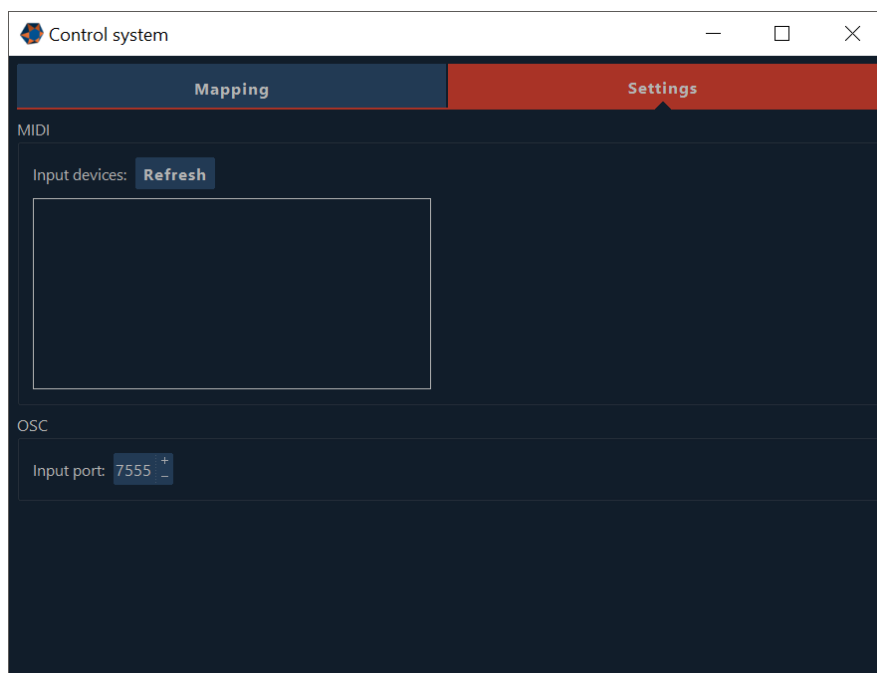 Control system
Mapping Settings
MIDI
Input devices: Refresh
OSC
Input port: 7555 + −